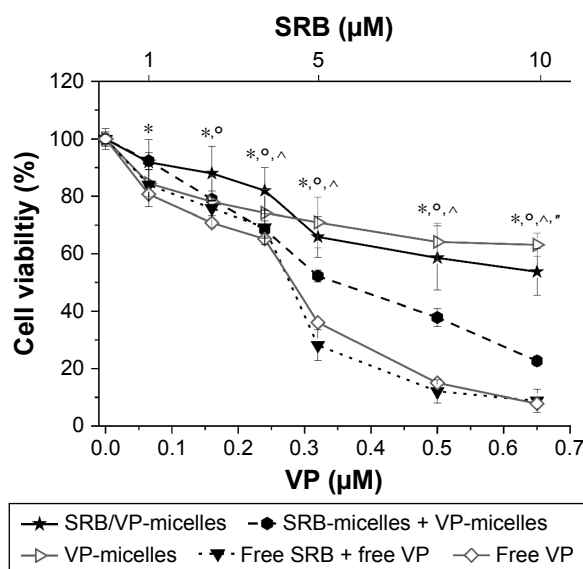 SRB (µM)
1 5 10
120
100
80
60
40
20
0
Cell viabiltiy (%)
* *,° *,°,^ *,°,^ *,°,^ *,°,^,"
0.0 0.1 0.2 0.3 0.4 0.5 0.6 0.7
VP (µM)
SRB/VP-micelles SRB-micelles + VP-micelles
VP-micelles Free SRB + free VP Free VP